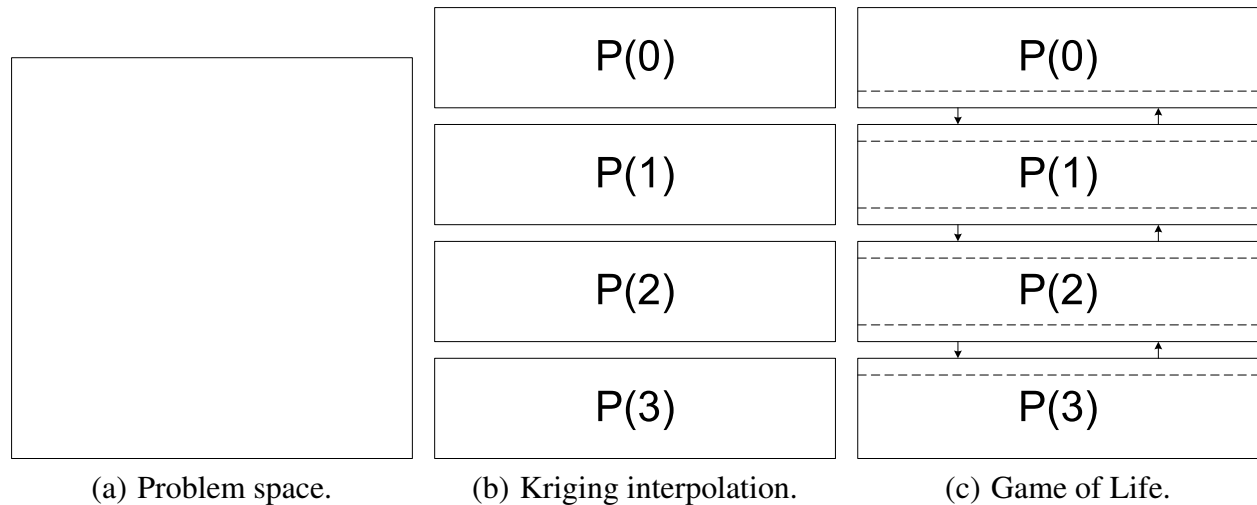 P(0)
P(1)
P(2)
P(3)
P(0)
P(1)
P(2)
P(3)
(a) Problem space.
(b) Kriging interpolation.
(c) Game of Life.